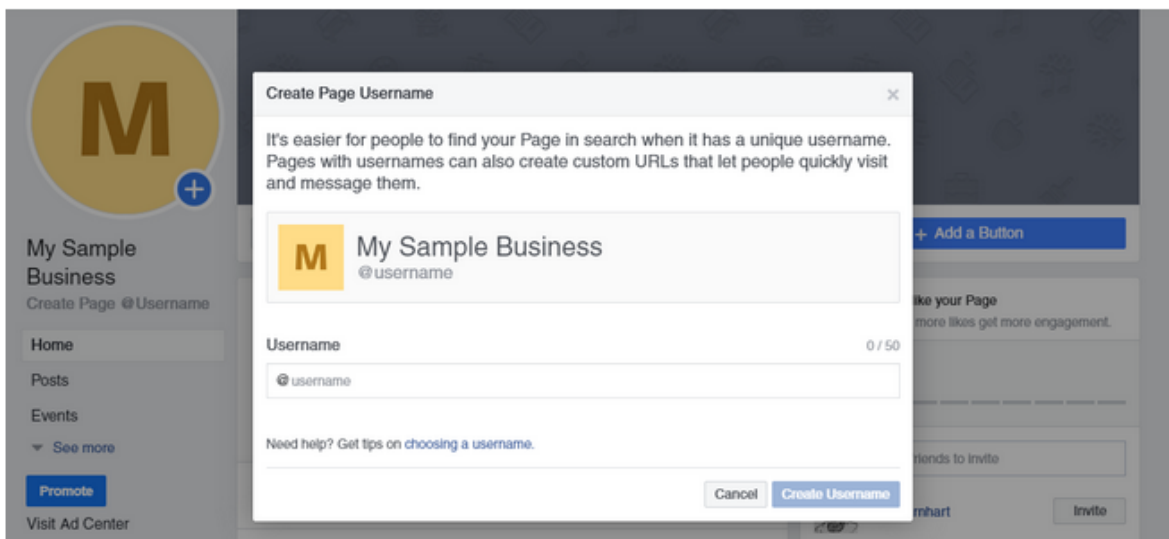 M
My Sample
Business
Create Page @Username
Home
Posts
Events
See more
Promote
Visit Ad Center
Create Page Username
×
It's easier for people to find your Page in search when it has a unique username.
Pages with usernames can also create custom URLs that let people quickly visit
and message them.
M
My Sample Business
@username
Username 0 / 50
@username
Need help? Get tips on choosing a username.
Cancel Create Username
+ Add a Button
like your Page
more likes get more engagement.
to invite
Invite